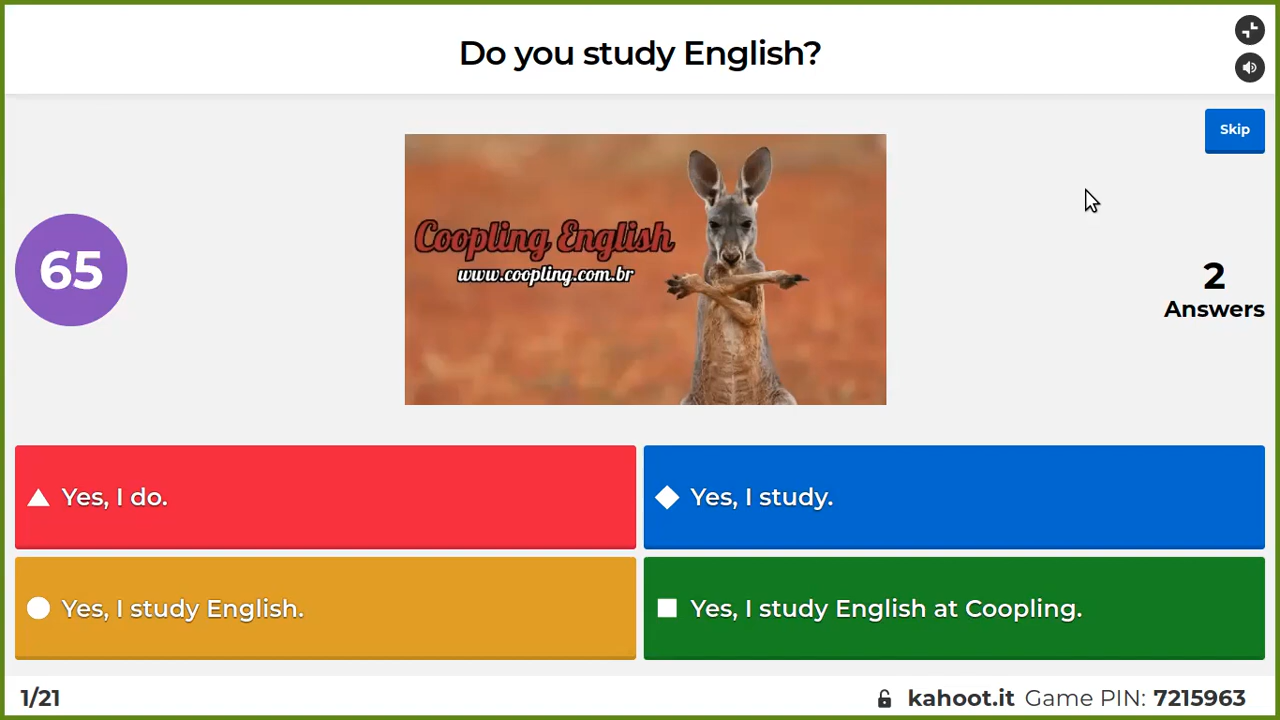 Do you study English?
Skip
65
Coopling English
www.coopling.com.br
2
Answers
Yes, I do.
Yes, I study.
Yes, I study English.
Yes, I study English at Coopling.
1/21
kahoot.it Game PIN: 7215963